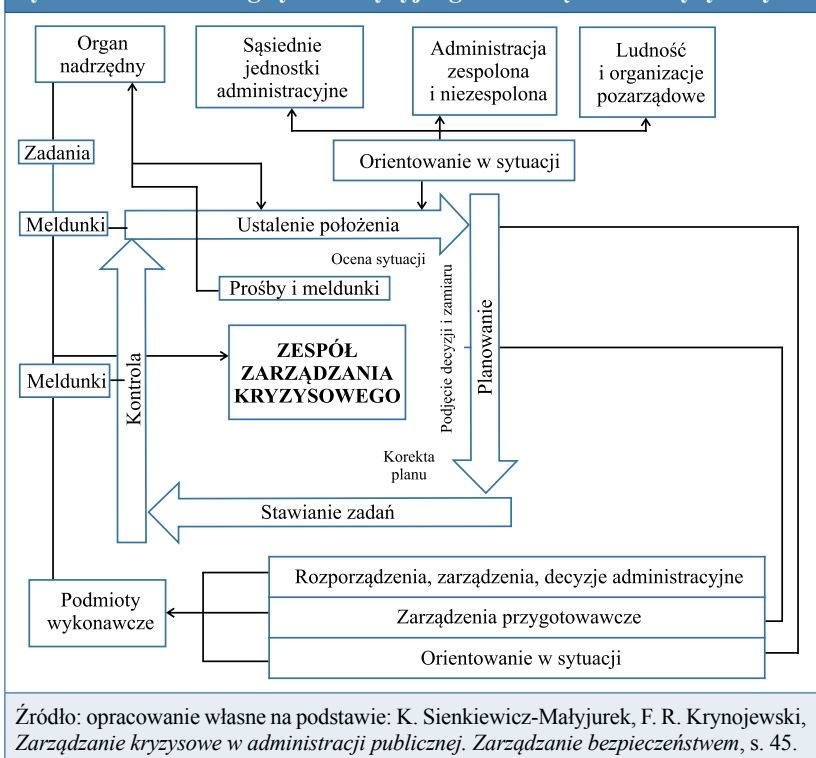 Organ
nadrzędny
Sąsiednie
jednostki
administracyjne
Administracja
zespolona
i niezespolona
Ludność
i organizacje
pozarządowe
Zadania
Orientowanie w sytuacji
Meldunki
Ustalenie położenia
Ocena sytuacji
Prośby i meldunki
ZESPÓŁ
ZARZĄDZANIA
KRYZYSOWEGO
Podjęcie decyzji i zamiaru
Planowanie
Meldunki
Kontrola
Korekta
planu
Stawianie zadań
Podmioty
wykonawcze
Rozporządzenia, zarządzenia, decyzje administracyjne
Zarządzenia przygotowawcze
Orientowanie w sytuacji
Źródło: opracowanie własne na podstawie: K. Sienkiewicz-Małyjurek, F. R. Krynojewski,
Zarządzanie kryzysowe w administracji publicznej. Zarządzanie bezpieczeństwem, s. 45.